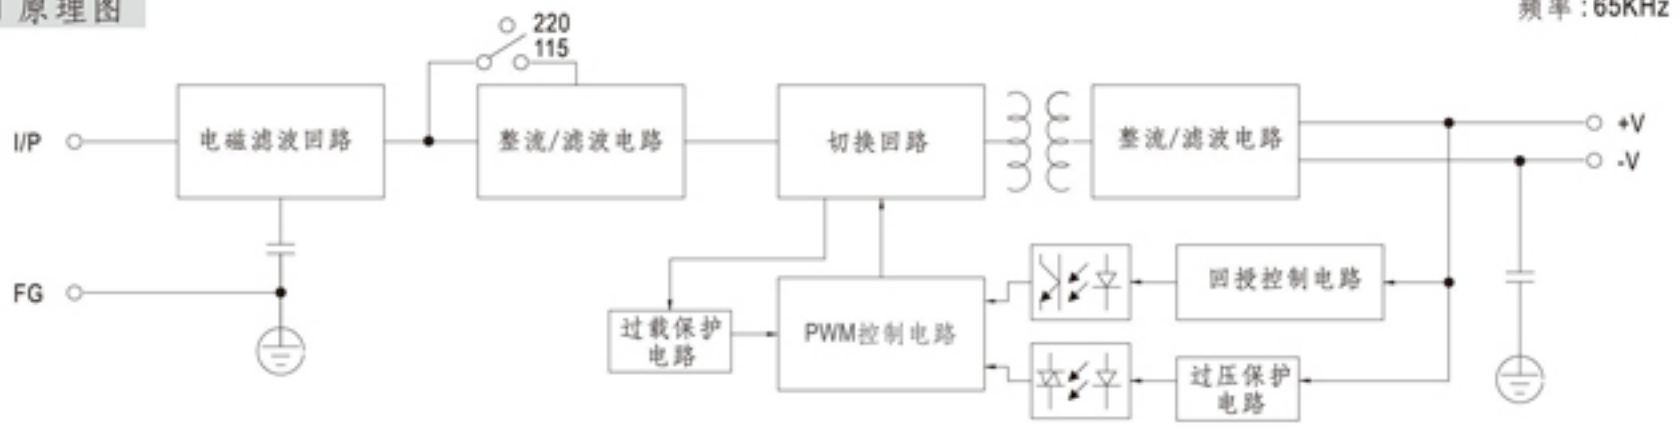 原理图
频率:65KHz
220
115
I/P
电磁滤波回路
整流/滤波电路
切换回路
整流/滤波电路
+V
-V
FG
过载保护
电路
PWM控制电路
回授控制电路
过压保护
电路